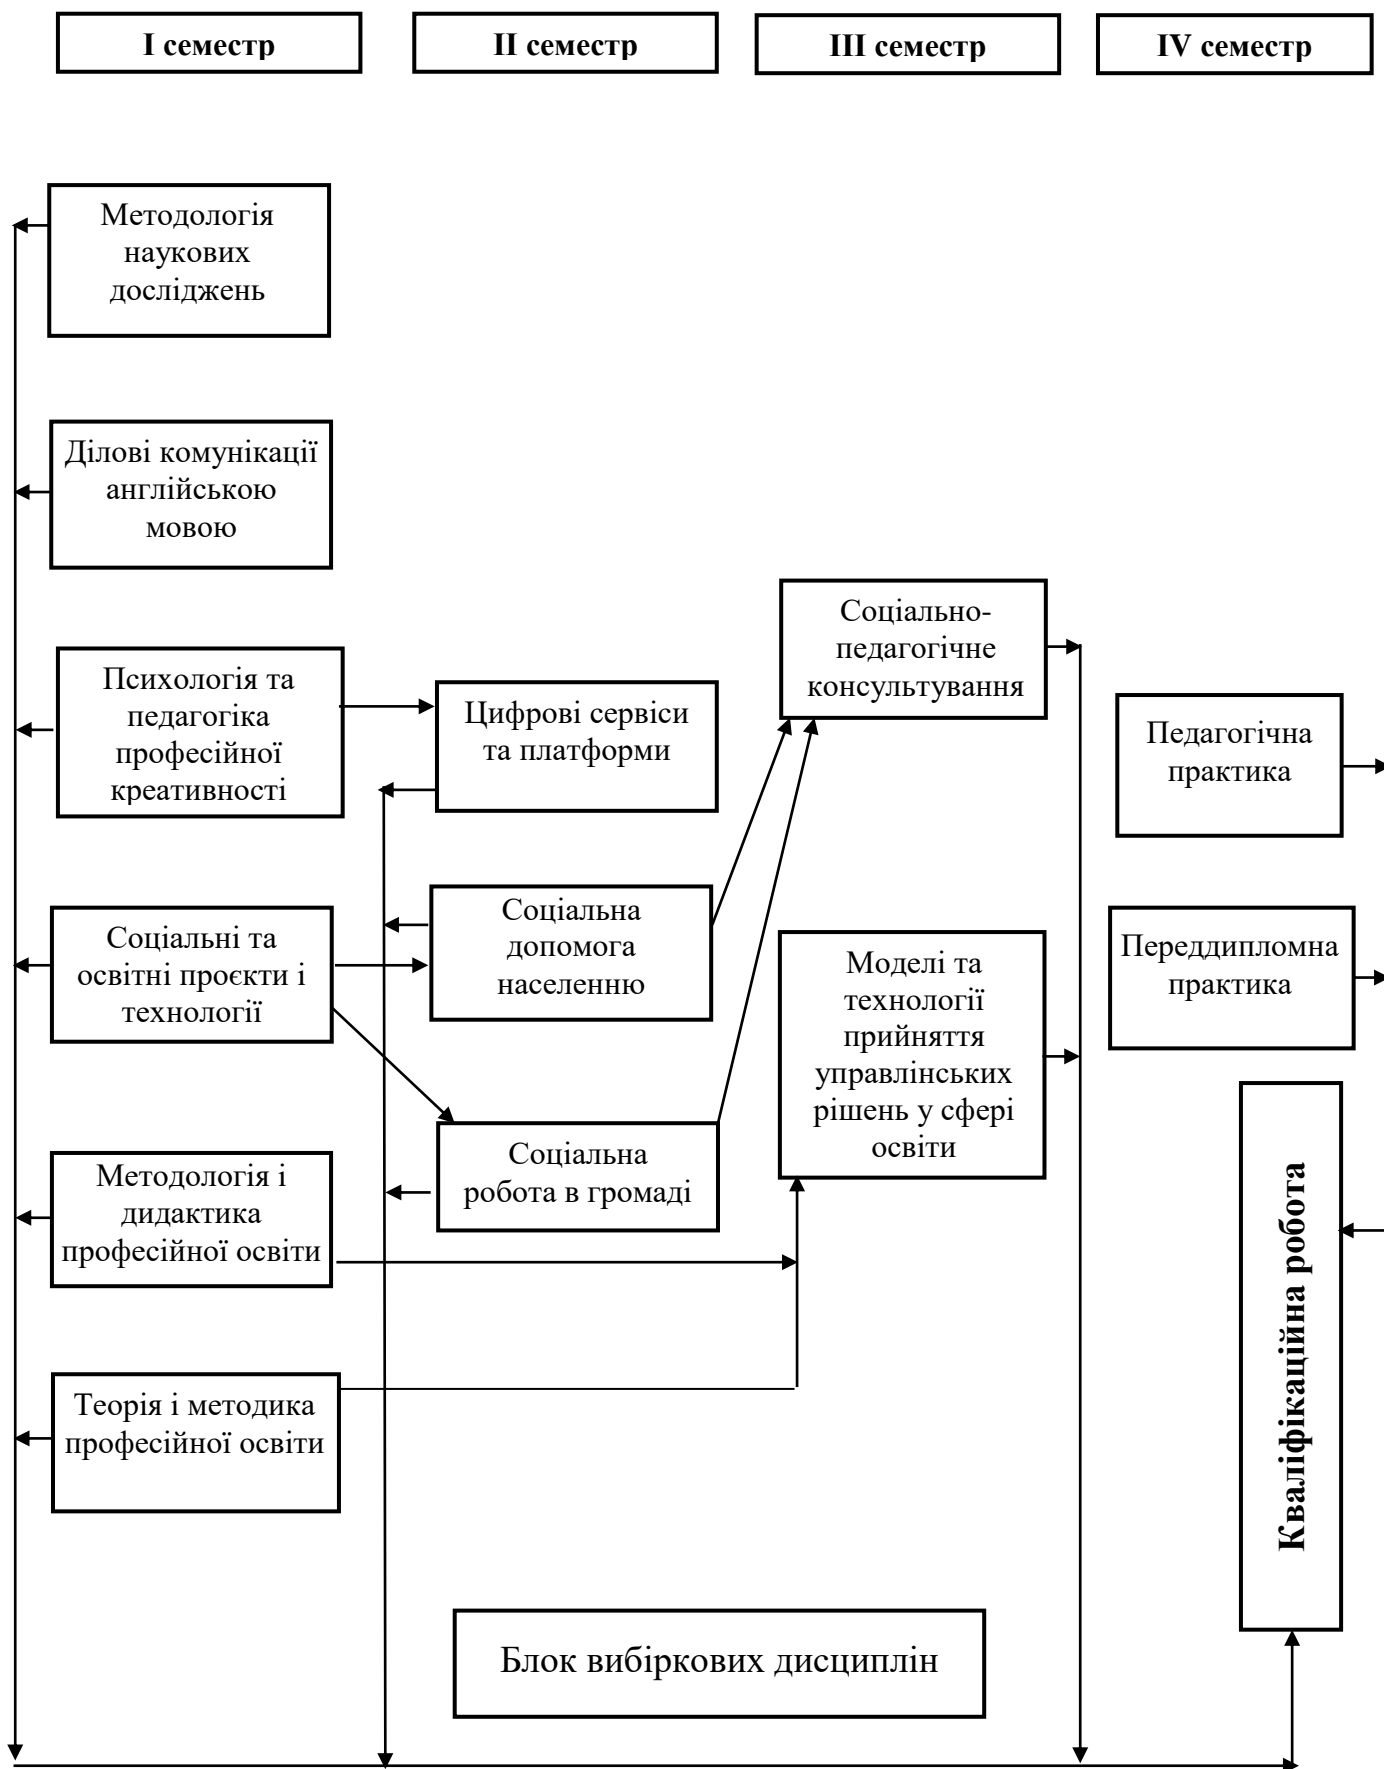 І семестр
ІІ семестр
ІІІ семестр
IV семестр
Методологія
наукових
досліджень
Ділові комунікації
англійською
мовою
Психологія та
педагогіка
професійної
креативності
Соціальні та
освітні проєкти і
технології
Методологія і
дидактика
професійної освіти
Теорія і методика
професійної освіти
Цифрові сервіси
та платформи
Соціальна
допомога
населенню
Соціальна
робота в громаді
Соціально-
педагогічне
консультування
Моделі та
технології
прийняття
управлінських
рішень у сфері
освіти
Педагогічна
практика
Переддипломна
практика
Кваліфікаційна робота
Блок вибіркових дисциплін